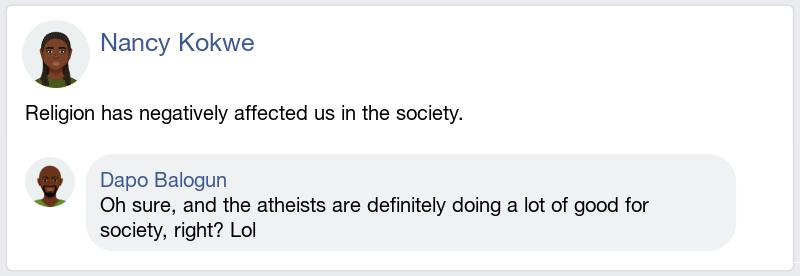 Nancy Kokwe
Religion has negatively affected us in the society.
Dapo Balogun
Oh sure, and the atheists are definitely doing a lot of good for
society, right? Lol